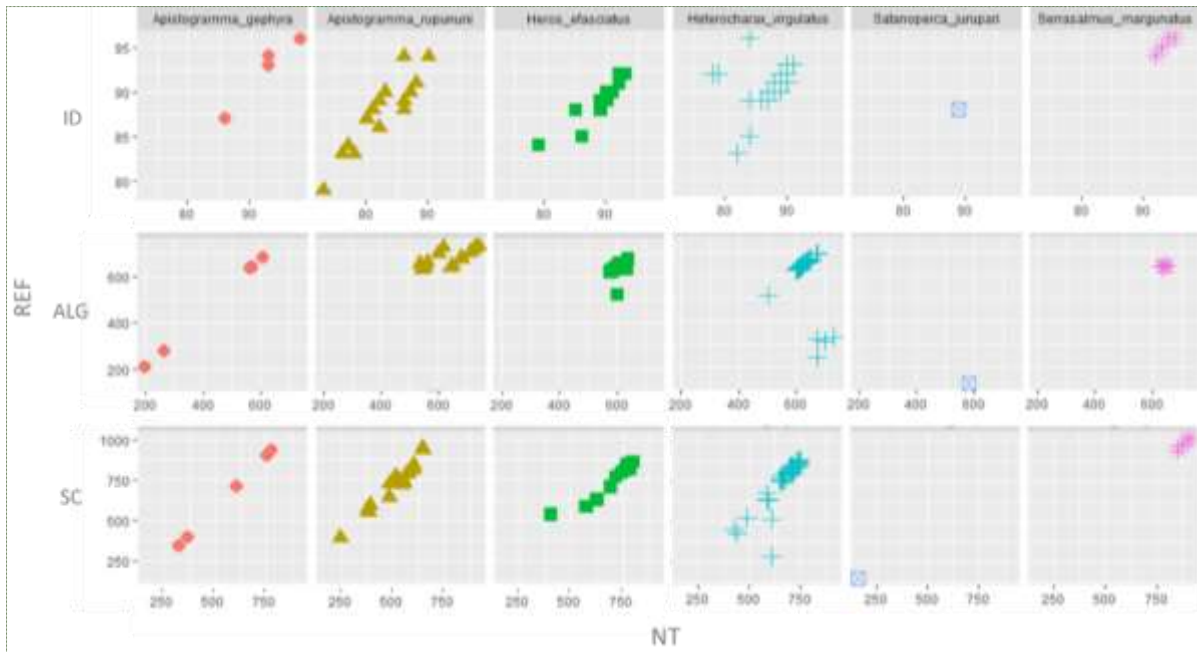 Apistogramma_gephyra Apistogramma_rupununi Heros_efasciatus Heterocharax_virgulatus Satanoperca_jurupari Serrasalmus_marginatus
95
90
85
80
ID
80 90 80 90 80 90 80 90 80 90 80 90
REF
600
400
200
ALG
200 400 600 200 400 600 200 400 600 200 400 600 200 400 600 200 400 600
1000
750
500
250
SC
250 500 750 250 500 750 250 500 750 250 500 750 250 500 750 250 500 750
NT